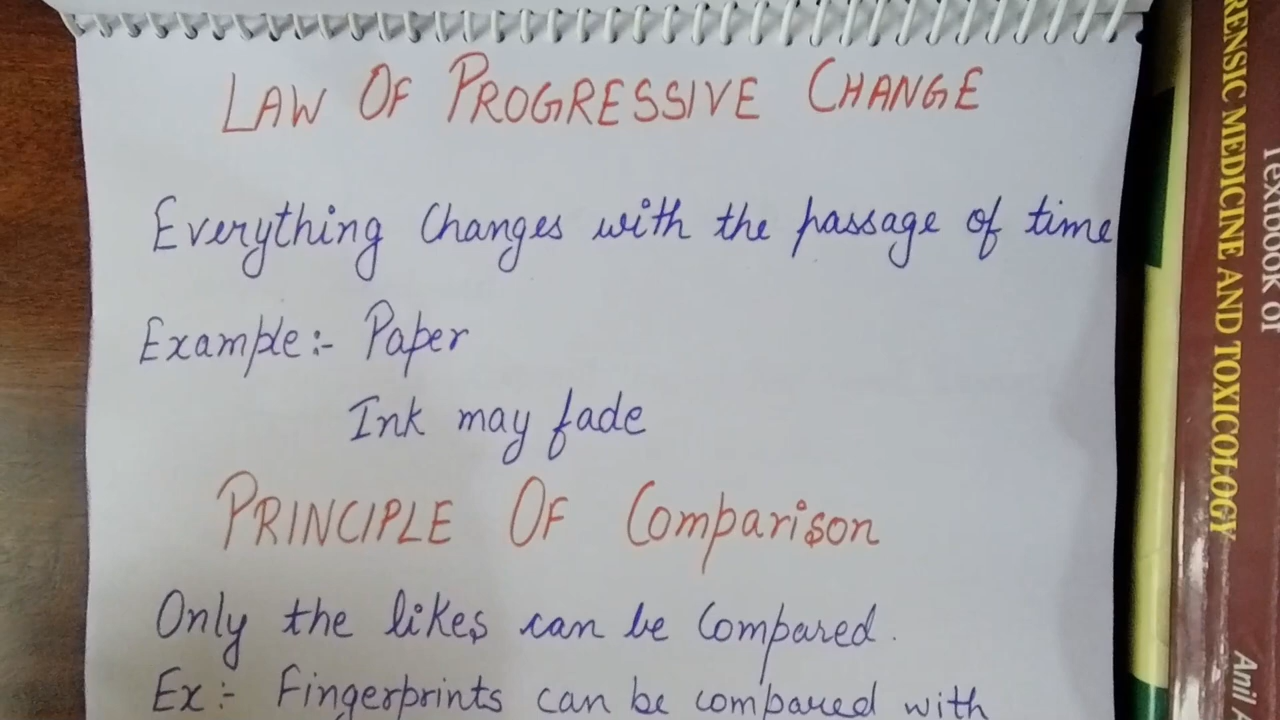 LAW OF PROGRESSIVE CHANGE
Everything Changes with the passage of time
Example:- Paper
Ink may fade
PRINCIPLE OF Comparison
Only the likes can be Compared.
Ex:- Fingerprints can be compared with
Textbook of
RENSIC MEDICINE AND TOXICOLOGY
Anil